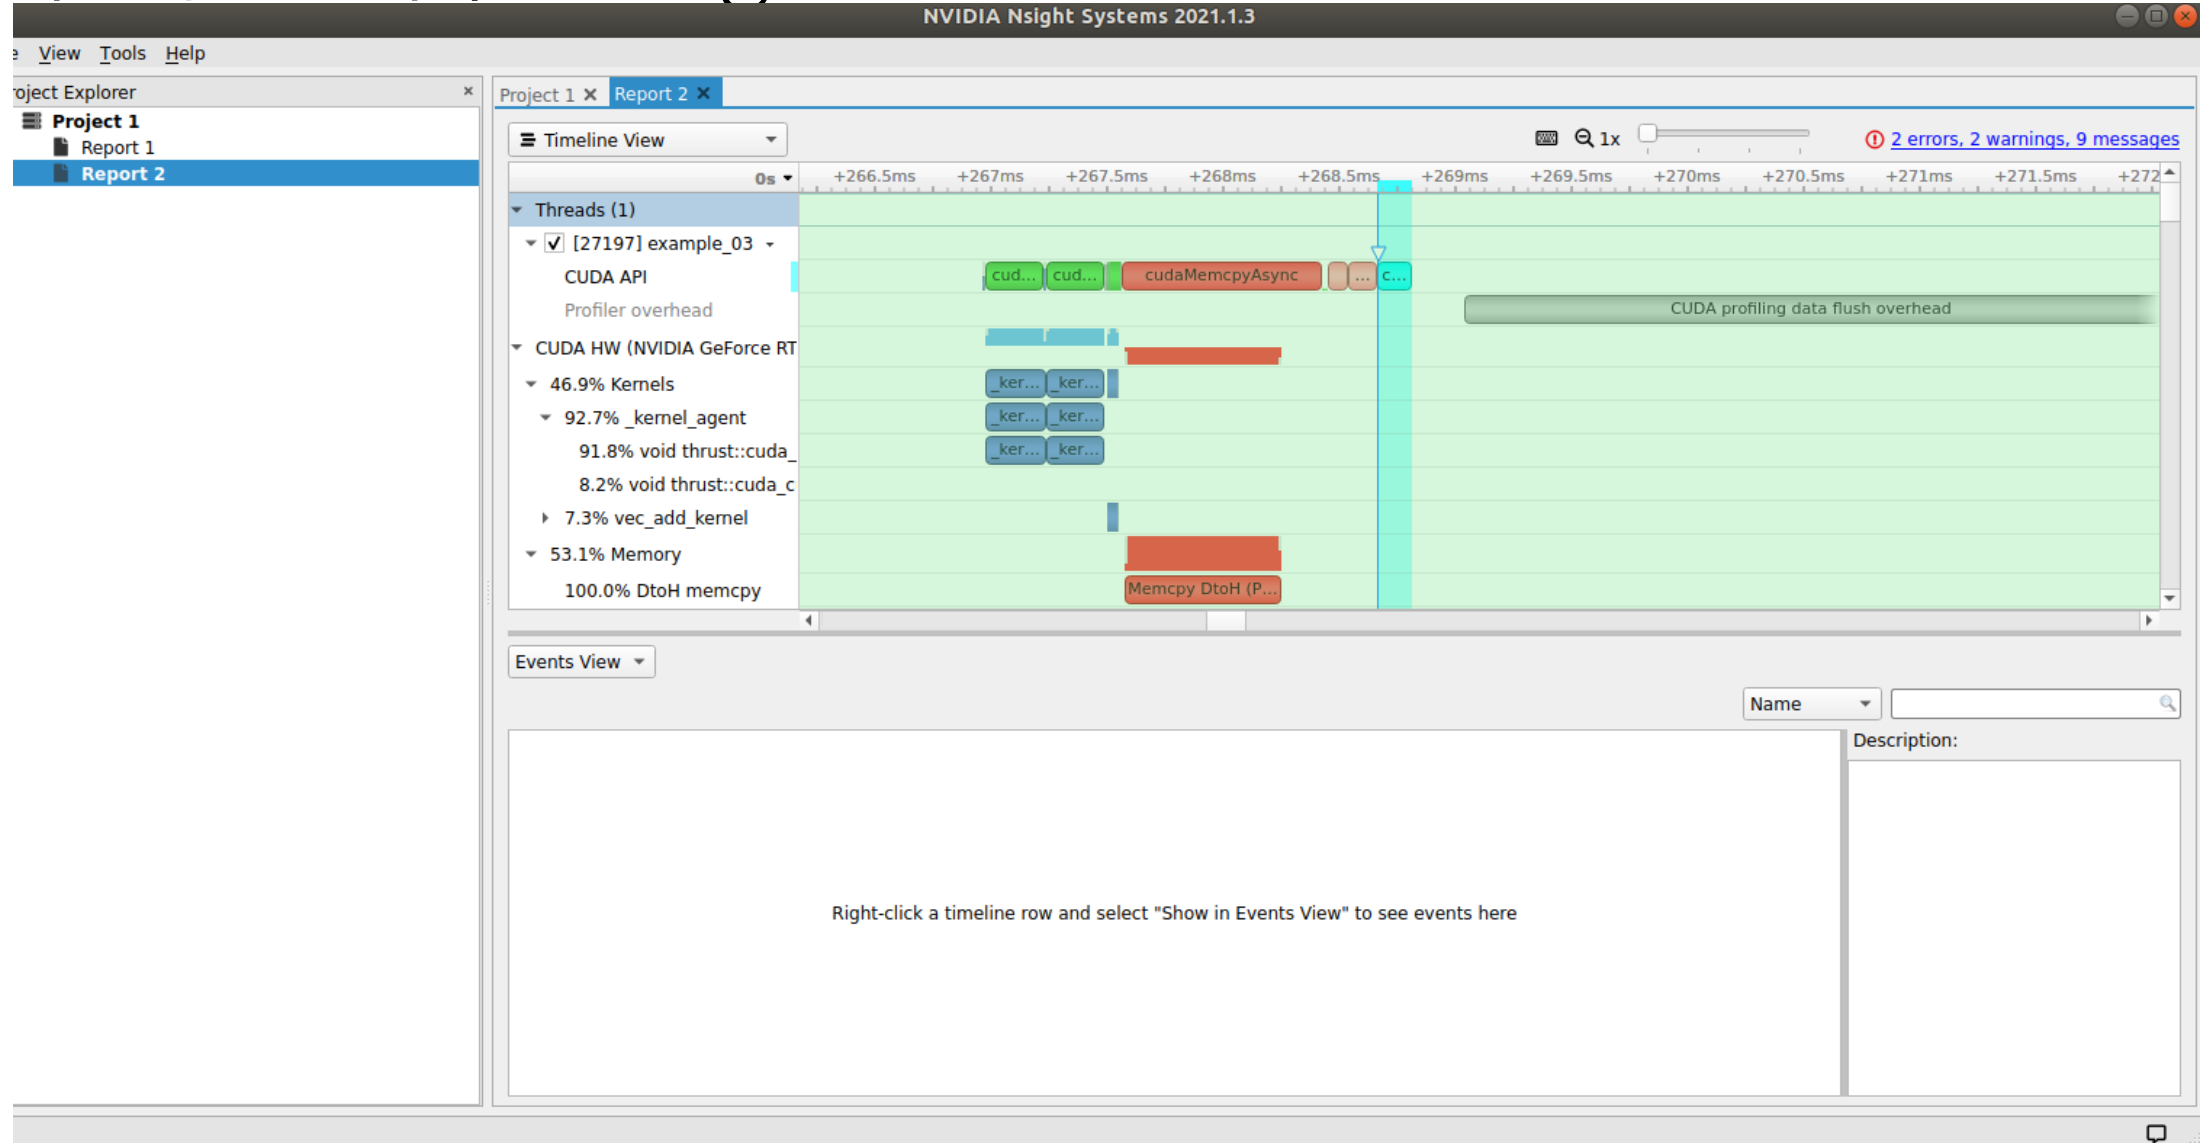 NVIDIA Nsight Systems 2021.1.3
View Tools Help
Project Explorer
Project 1
Report 1
Report 2
Project 1 Report 2
Timeline View
1x
2 errors, 2 warnings, 9 messages
0s
+266.5ms +267ms +267.5ms +268ms +268.5ms +269ms +269.5ms +270ms +270.5ms +271ms +271.5ms +272
Threads (1)
[27197] example_03
CUDA API
cud... cud... cudaMemcpyAsync ... c...
Profiler overhead
CUDA profiling data flush overhead
CUDA HW (NVIDIA GeForce RT
46.9% Kernels
_ker... _ker...
92.7% _kernel_agent
_ker... _ker...
91.8% void thrust::cuda_
_ker... _ker...
8.2% void thrust::cuda_c
7.3% vec_add_kernel
53.1% Memory
100.0% DtoH memcpy
Memcpy DtoH (P...
Events View
Name
Description:
Right-click a timeline row and select "Show in Events View" to see events here